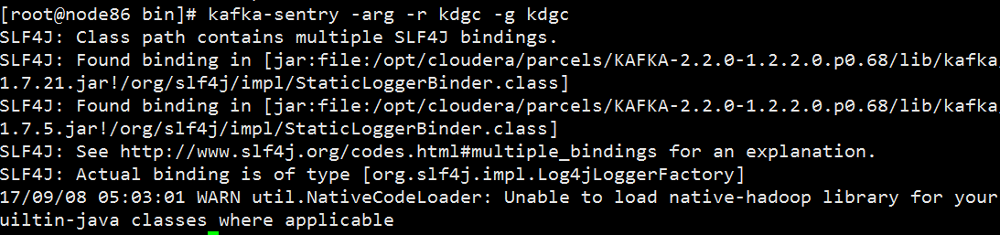 [root@node86 bin]# kafka-sentry -arg -r kdgc -g kdgc
SLF4J: Class path contains multiple SLF4J bindings.
SLF4J: Found binding in [jar:file:/opt/cloudera/parcels/KAFKA-2.2.0-1.2.2.0.p0.68/lib/kafka/
1.7.21.jar!/org/slf4j/impl/StaticLoggerBinder.class]
SLF4J: Found binding in [jar:file:/opt/cloudera/parcels/KAFKA-2.2.0-1.2.2.0.p0.68/lib/kafka/
1.7.5.jar!/org/slf4j/impl/StaticLoggerBinder.class]
SLF4J: See http://www.slf4j.org/codes.html#multiple_bindings for an explanation.
SLF4J: Actual binding is of type [org.slf4j.impl.Log4jLoggerFactory]
17/09/08 05:03:01 WARN util.NativeCodeLoader: Unable to load native-hadoop library for your
uiltin-java classes where applicable